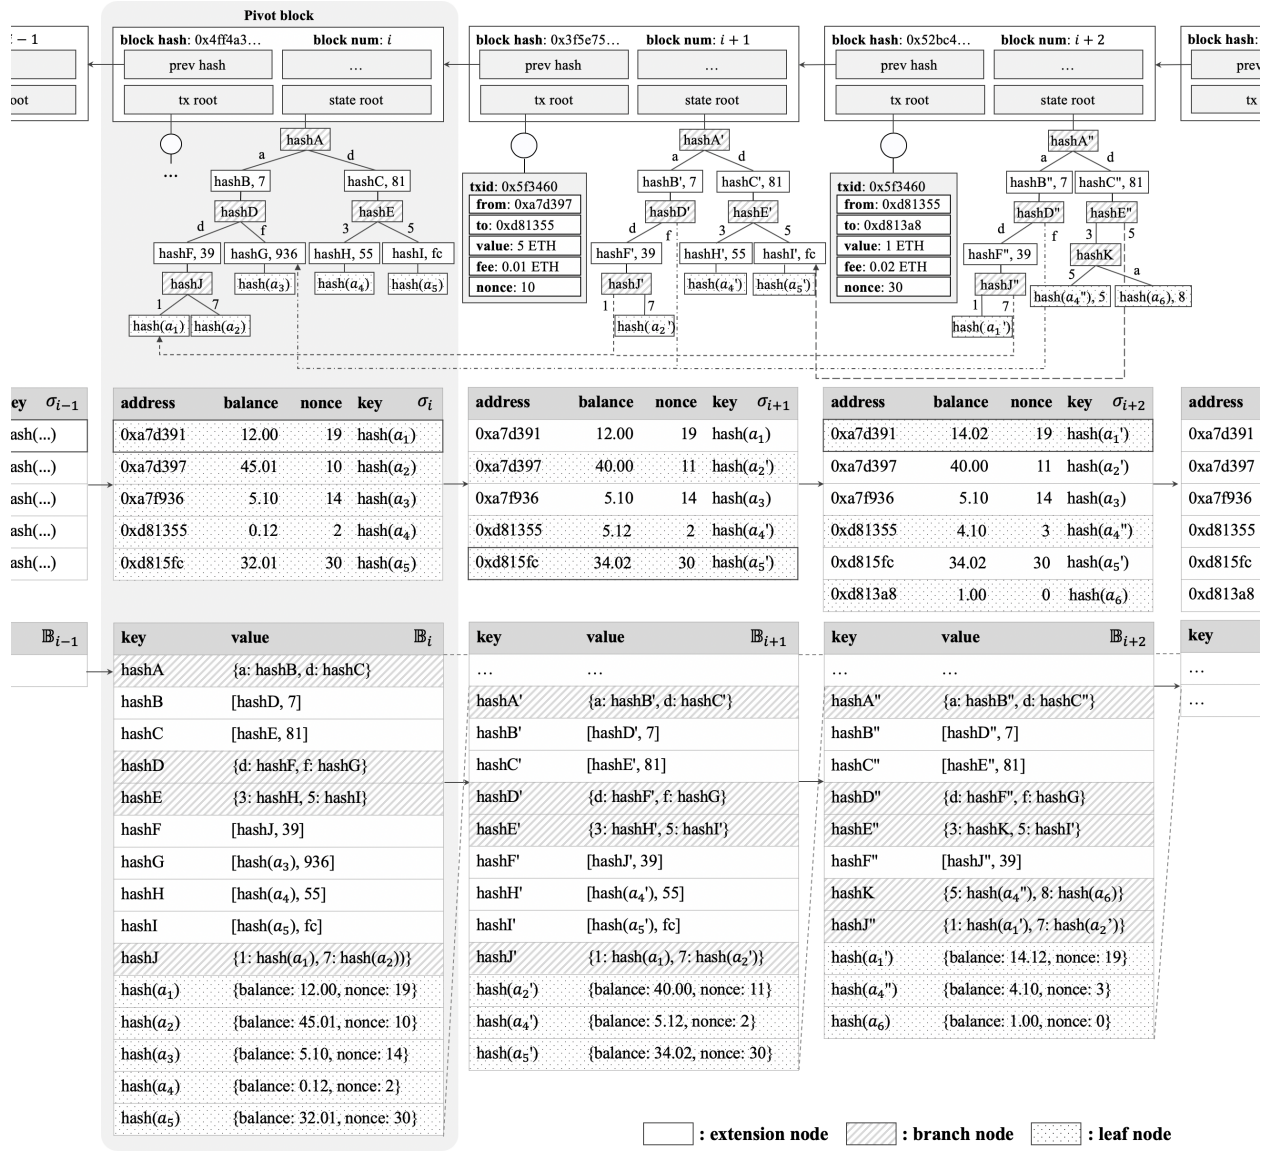 Pivot block
i − 1
block hash: 0x4ff4a3… block num: i
prev hash …
tx root state root
block hash: 0x3f5e75… block num: i + 1
prev hash …
tx root state root
block hash: 0x52bc4… block num: i + 2
prev hash …
tx root state root
block hash:
prev
tx
oot
…
hashA
a d
hashB, 7 hashC, 81
hashD hashE
d f 3 5
hashF, 39 hashG, 936 hashH, 55 hashI, fc
hashJ hash(a₃) hash(a₄) hash(a₅)
1 7
hash(a₁) hash(a₂)
txid: 0x5f3460
from: 0xa7d397
to: 0xd81355
value: 5 ETH
fee: 0.01 ETH
nonce: 10
hashA'
a d
hashB', 7 hashC', 81
hashD' hashE'
d f 3 5
hashF', 39 hashH', 55 hashI', fc
hashJ' hash(a₄') hash(a₅')
1 7
hash(a₂')
txid: 0x5f3460
from: 0xd81355
to: 0xd813a8
value: 1 ETH
fee: 0.02 ETH
nonce: 30
hashA"
a d
hashB", 7 hashC", 81
hashD" hashE"
d f 3 5
hashF", 39 hashK
hashJ" 5 a
hash(a₄"), 5 hash(a₆), 8
1 7
hash(a₁')
ey σᵢ₋₁
ash(...)
ash(...)
ash(...)
ash(...)
ash(...)
address balance nonce key σᵢ
0xa7d391 12.00 19 hash(a₁)
0xa7d397 45.01 10 hash(a₂)
0xa7f936 5.10 14 hash(a₃)
0xd81355 0.12 2 hash(a₄)
0xd815fc 32.01 30 hash(a₅)
address balance nonce key σᵢ₊₁
0xa7d391 12.00 19 hash(a₁)
0xa7d397 40.00 11 hash(a₂')
0xa7f936 5.10 14 hash(a₃)
0xd81355 5.12 2 hash(a₄')
0xd815fc 34.02 30 hash(a₅')
address balance nonce key σᵢ₊₂
0xa7d391 14.02 19 hash(a₁')
0xa7d397 40.00 11 hash(a₂')
0xa7f936 5.10 14 hash(a₃)
0xd81355 4.10 3 hash(a₄")
0xd815fc 34.02 30 hash(a₅')
0xd813a8 1.00 0 hash(a₆)
address
0xa7d391
0xa7d397
0xa7f936
0xd81355
0xd815fc
0xd813a8
𝔹ᵢ₋₁
key value 𝔹ᵢ
hashA {a: hashB, d: hashC}
hashB [hashD, 7]
hashC [hashE, 81]
hashD {d: hashF, f: hashG}
hashE {3: hashH, 5: hashI}
hashF [hashJ, 39]
hashG [hash(a₃), 936]
hashH [hash(a₄), 55]
hashI [hash(a₅), fc]
hashJ {1: hash(a₁), 7: hash(a₂))}
hash(a₁) {balance: 12.00, nonce: 19}
hash(a₂) {balance: 45.01, nonce: 10}
hash(a₃) {balance: 5.10, nonce: 14}
hash(a₄) {balance: 0.12, nonce: 2}
hash(a₅) {balance: 32.01, nonce: 30}
key value 𝔹ᵢ₊₁
... ...
hashA' {a: hashB', d: hashC'}
hashB' [hashD', 7]
hashC' [hashE', 81]
hashD' {d: hashF', f: hashG}
hashE' {3: hashH', 5: hashI'}
hashF' [hashJ', 39]
hashH' [hash(a₄'), 55]
hashI' [hash(a₅'), fc]
hashJ' {1: hash(a₁), 7: hash(a₂')}
hash(a₂') {balance: 40.00, nonce: 11}
hash(a₄') {balance: 5.12, nonce: 2}
hash(a₅') {balance: 34.02, nonce: 30}
key value 𝔹ᵢ₊₂
... ...
hashA" {a: hashB", d: hashC"}
hashB" [hashD", 7]
hashC" [hashE", 81]
hashD" {d: hashF", f: hashG}
hashE" {3: hashK, 5: hashI'}
hashF" [hashJ", 39]
hashK {5: hash(a₄"), 8: hash(a₆)}
hashJ" {1: hash(a₁'), 7: hash(a₂’)}
hash(a₁') {balance: 14.12, nonce: 19}
hash(a₄") {balance: 4.10, nonce: 3}
hash(a₆) {balance: 1.00, nonce: 0}
key
...
...
: extension node : branch node : leaf node